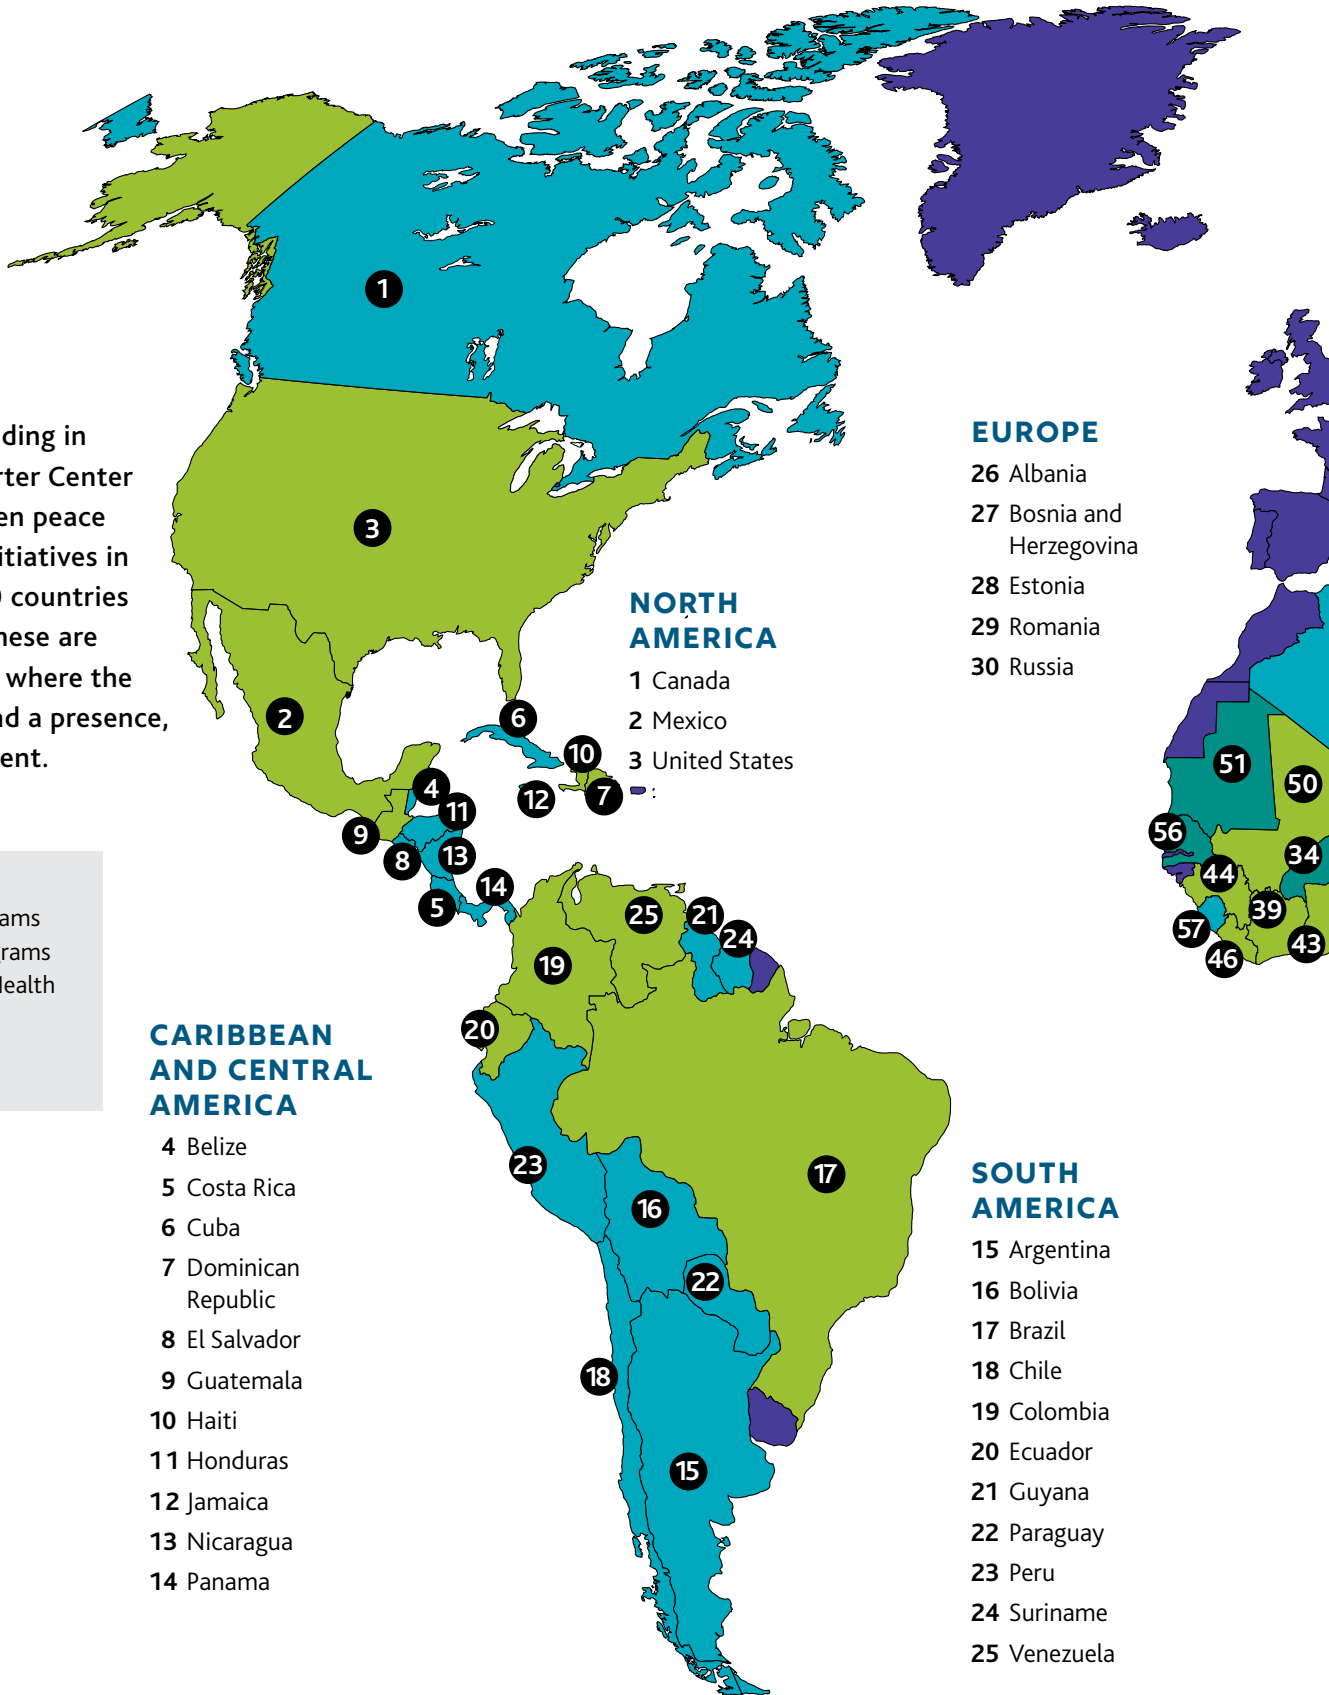 ding in
rter Center
en peace
itiatives in
countries
hese are
where the
ad a presence,
ent.
ams
grams
Health
NORTH
AMERICA
1 Canada
2 Mexico
3 United States
EUROPE
26 Albania
27 Bosnia and
Herzegovina
28 Estonia
29 Romania
30 Russia
CARIBBEAN
AND CENTRAL
AMERICA
4 Belize
5 Costa Rica
6 Cuba
7 Dominican
Republic
8 El Salvador
9 Guatemala
10 Haiti
11 Honduras
12 Jamaica
13 Nicaragua
14 Panama
SOUTH
AMERICA
15 Argentina
16 Bolivia
17 Brazil
18 Chile
19 Colombia
20 Ecuador
21 Guyana
22 Paraguay
23 Peru
24 Suriname
25 Venezuela
1
3
2
6
10
4
12
7
11
9
8
13
14
5
25
21
24
19
20
23
17
16
22
18
15
51
50
56
34
44
39
57
46
43